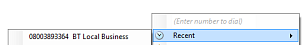 (Enter number to dial)
08003893364 BT Local Business
Recent